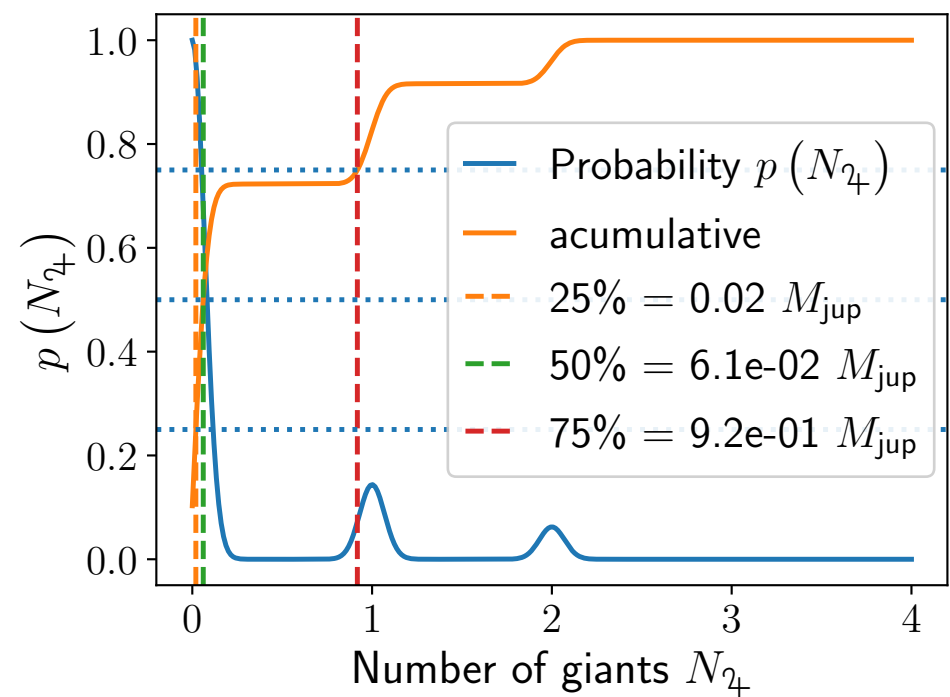 1.0
0.8
0.6
0.4
0.2
0.0
p (N♃)
Probability p (N♃)
acumulative
25% = 0.02 Mjup
50% = 6.1e-02 Mjup
75% = 9.2e-01 Mjup
0 1 2 3 4
Number of giants N♃